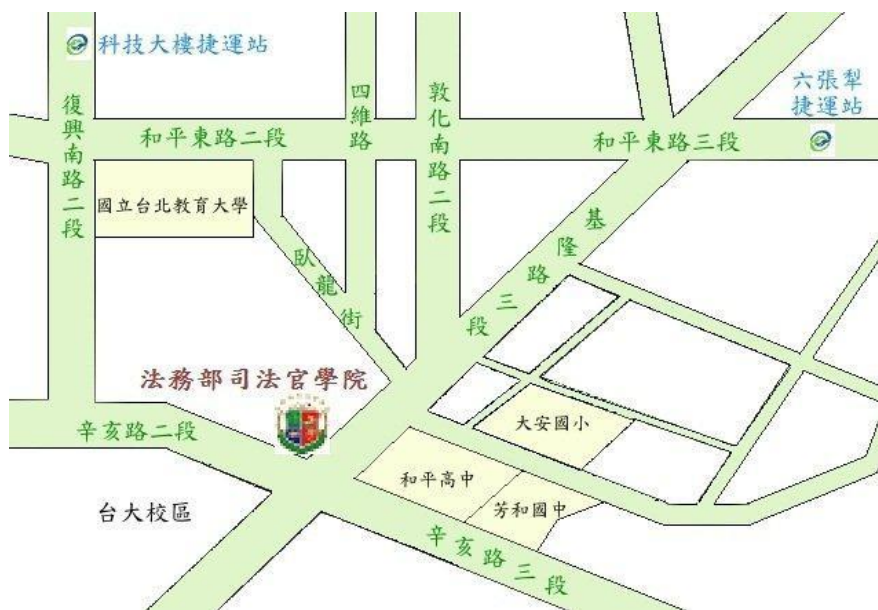 科技大樓捷運站
六張犁
捷運站
復興南路二段
四維路
敦化南路二段
和平東路二段
和平東路三段
國立台北教育大學
基隆路三段
臥龍街
法務部司法官學院
辛亥路二段
大安國小
和平高中
芳和國中
台大校區
辛亥路三段